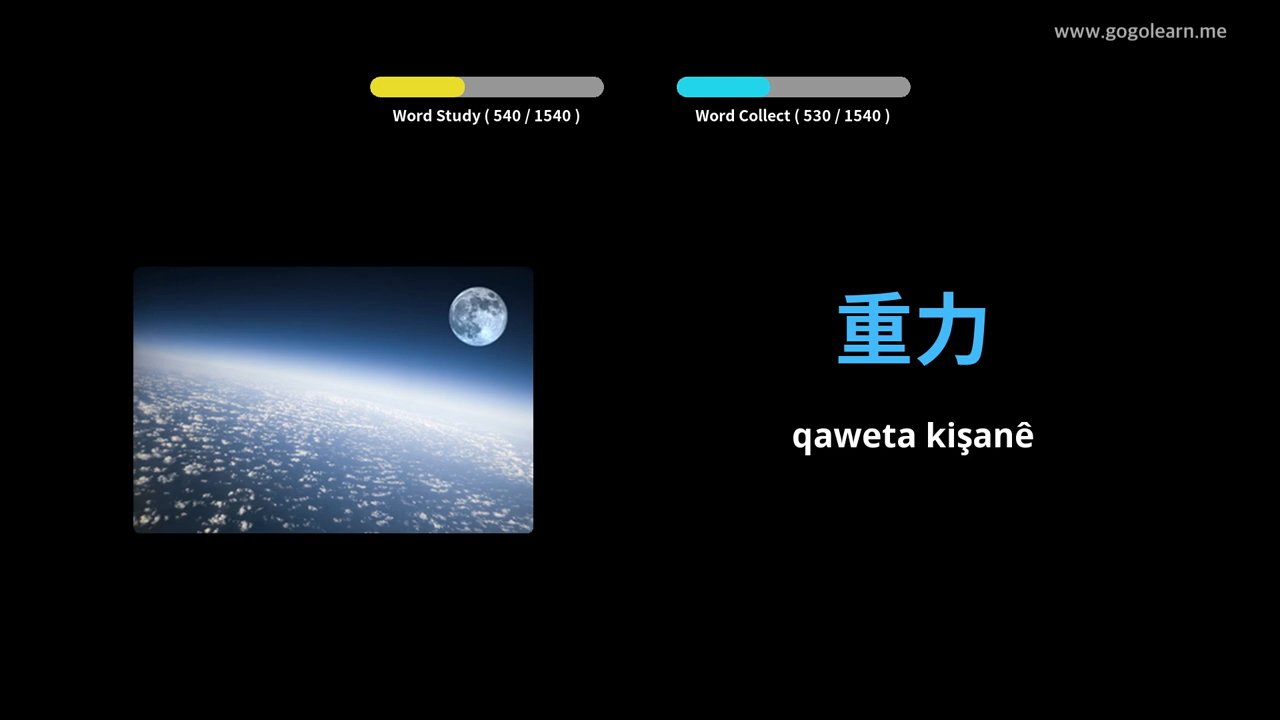 www.gogolearn.me
Word Study ( 540 / 1540 )
Word Collect ( 530 / 1540 )
重力
qaweta kişanê